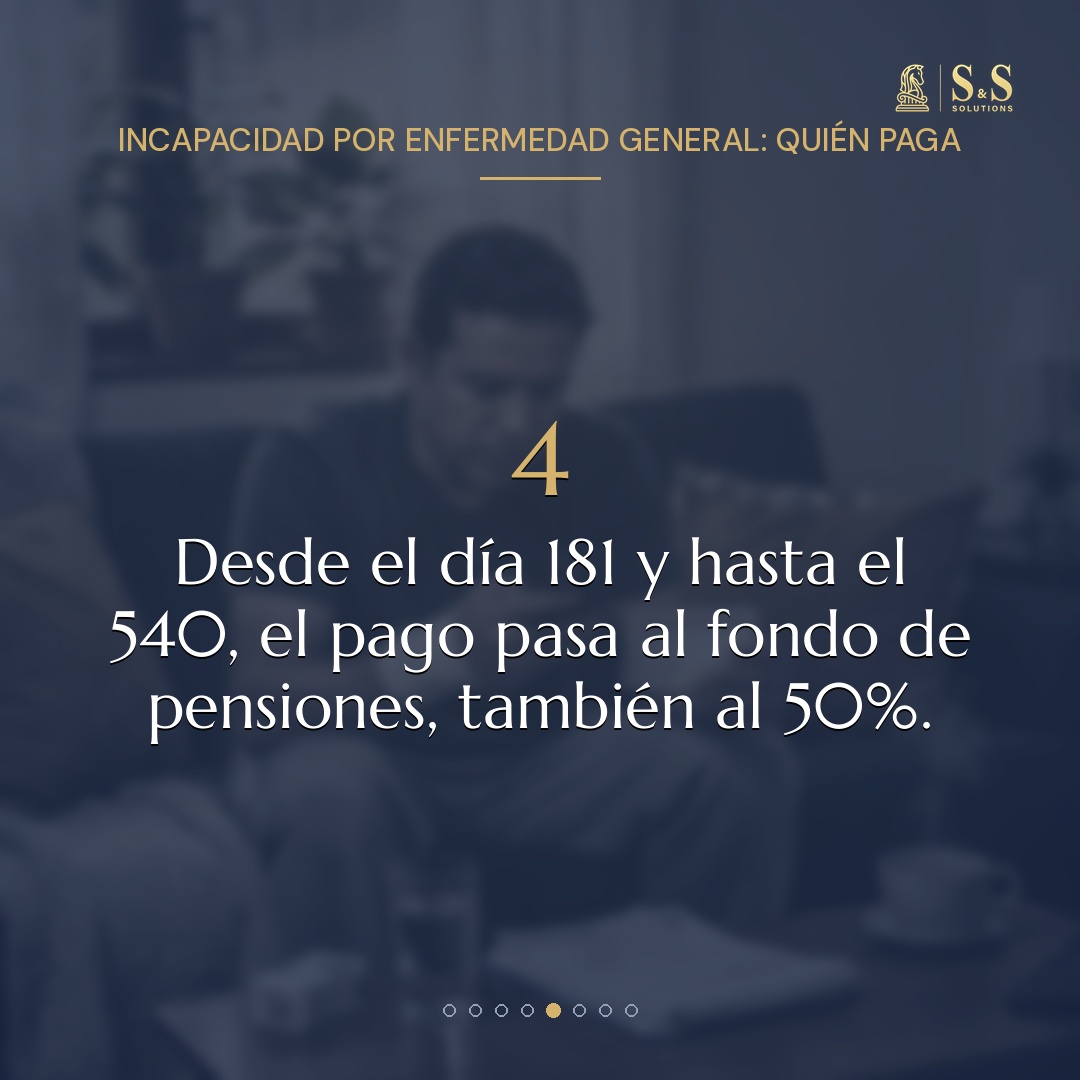 S&S
SOLUTIONS
INCAPACIDAD POR ENFERMEDAD GENERAL: QUIÉN PAGA
4
Desde el día 181 y hasta el
540, el pago pasa al fondo de
pensiones, también al 50%.